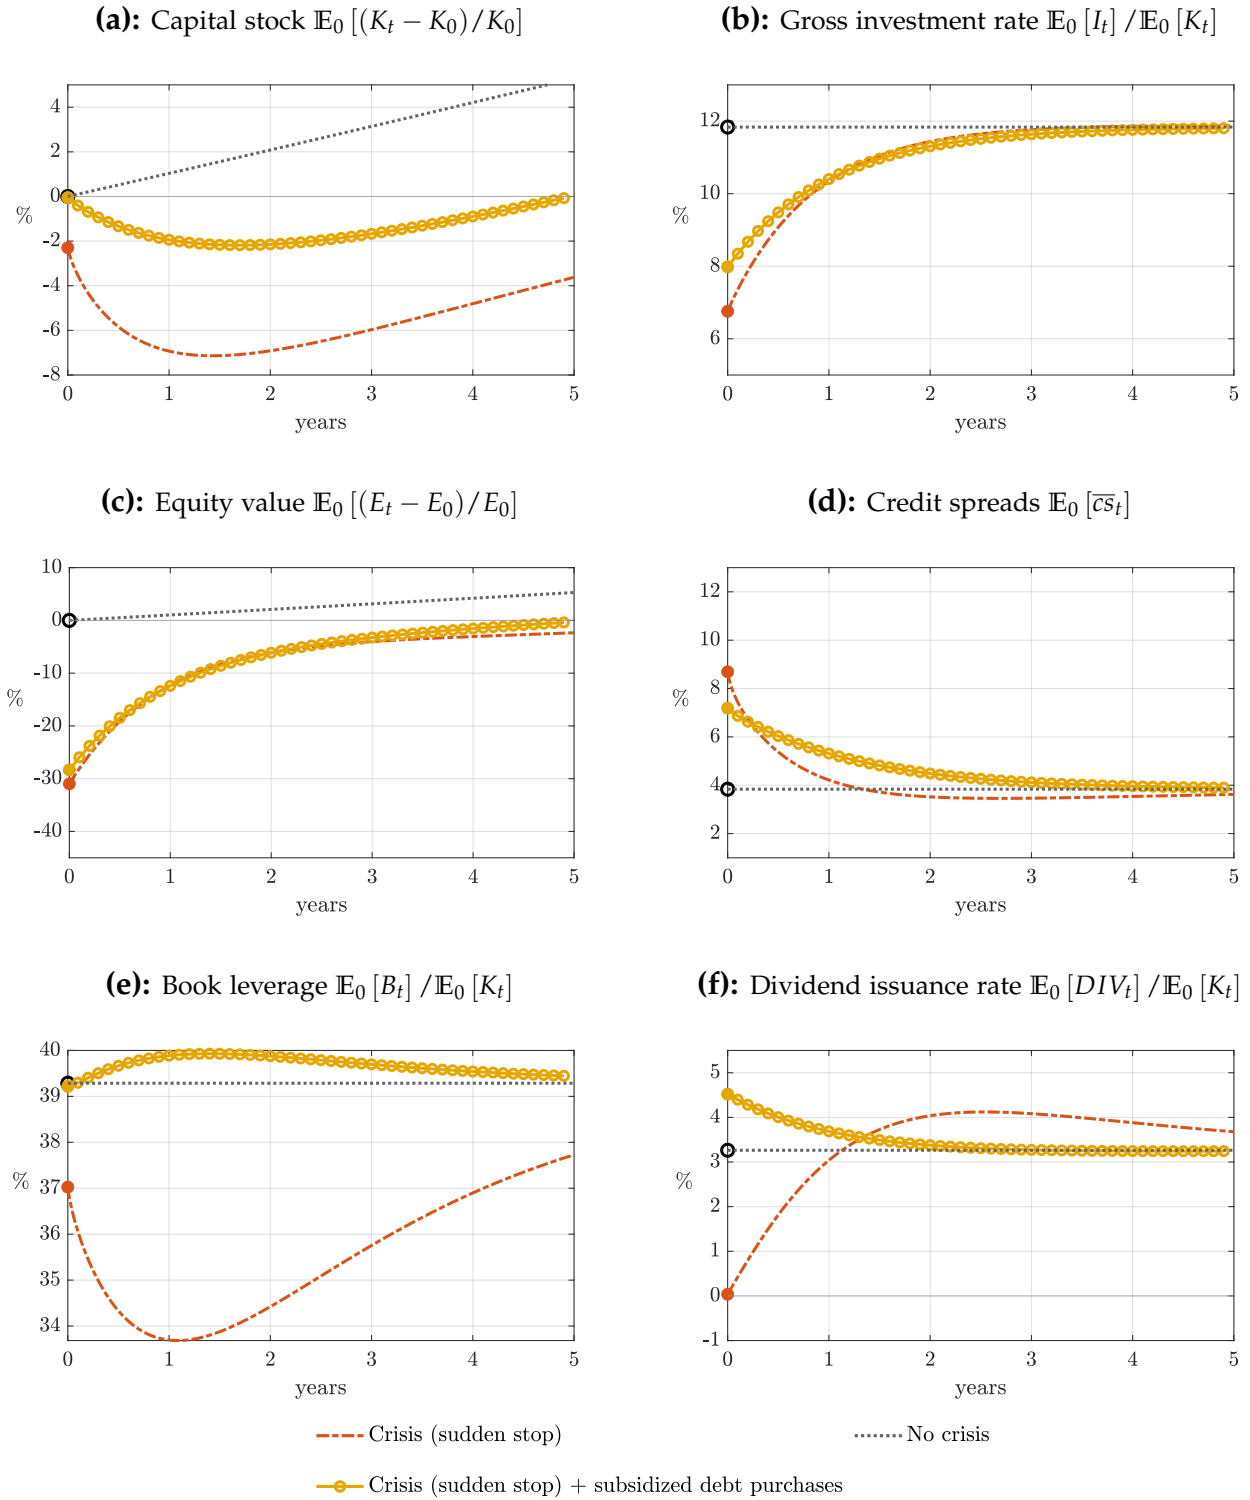 (a): Capital stock 𝔼₀ [(Kₜ − K₀)/K₀]
(b): Gross investment rate 𝔼₀ [Iₜ] /𝔼₀ [Kₜ]
4
2
0
%
-2
-4
-6
-8
0 1 2 3 4 5
years
12
10
%
8
6
0 1 2 3 4 5
years
(c): Equity value 𝔼₀ [(Eₜ − E₀)/E₀]
(d): Credit spreads 𝔼₀ [c̅s̅ₜ]
10
0
-10
%
-20
-30
-40
0 1 2 3 4 5
years
12
10
8
%
6
4
2
0 1 2 3 4 5
years
(e): Book leverage 𝔼₀ [Bₜ] /𝔼₀ [Kₜ]
(f): Dividend issuance rate 𝔼₀ [DIVₜ] /𝔼₀ [Kₜ]
40
39
38
%
37
36
35
34
0 1 2 3 4 5
years
5
4
3
%
2
1
0
-1
0 1 2 3 4 5
years
Crisis (sudden stop)
No crisis
Crisis (sudden stop) + subsidized debt purchases